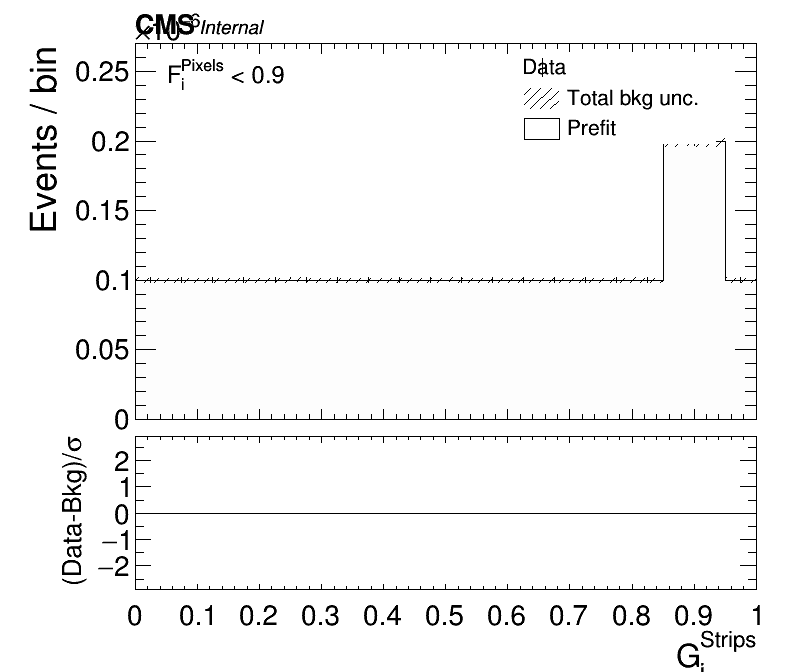 CMS Internal
×10⁻⁶
Events / bin
0.25
0.2
0.15
0.1
0.05
0
F_i^Pixels < 0.9
Data
Total bkg unc.
Prefit
(Data-Bkg)/σ
2
1
0
−1
−2
0 0.1 0.2 0.3 0.4 0.5 0.6 0.7 0.8 0.9 1
G_i^Strips